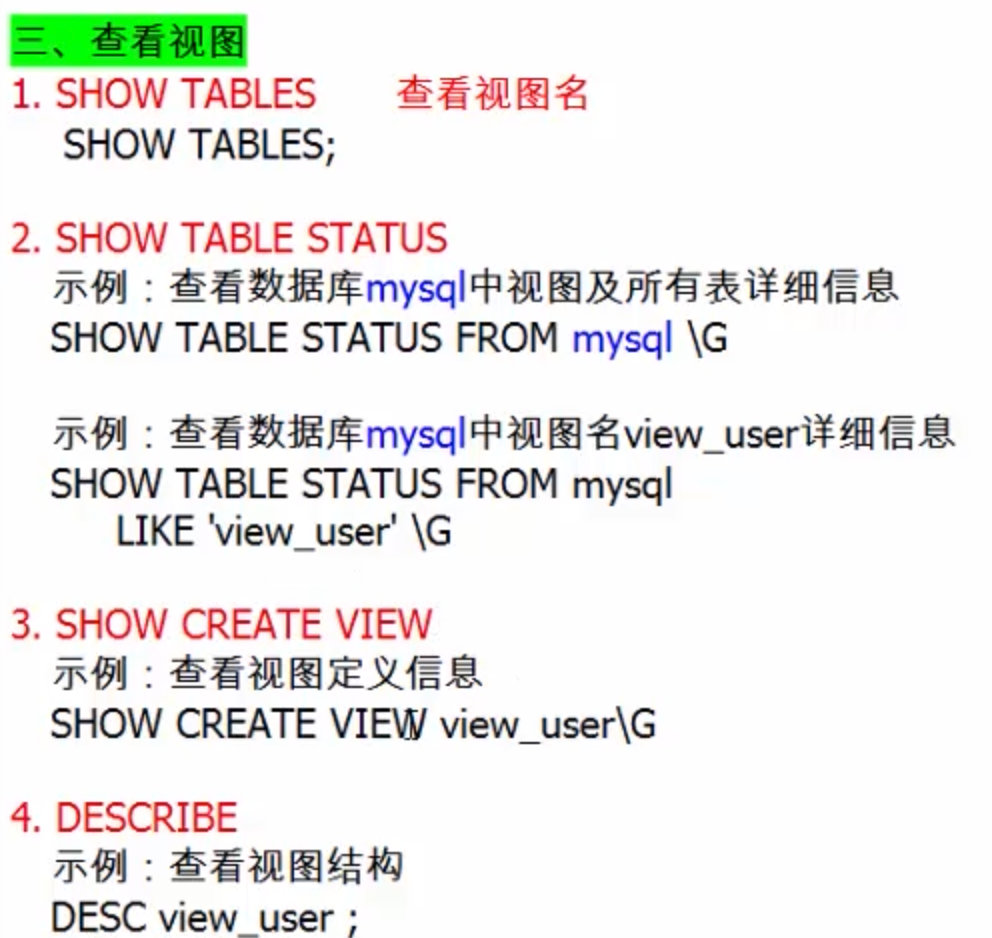 三、查看视图
1. SHOW TABLES 查看视图名
SHOW TABLES;
2. SHOW TABLE STATUS
示例：查看数据库mysql中视图及所有表详细信息
SHOW TABLE STATUS FROM mysql \G
示例：查看数据库mysql中视图名view_user详细信息
SHOW TABLE STATUS FROM mysql
LIKE 'view_user' \G
3. SHOW CREATE VIEW
示例：查看视图定义信息
SHOW CREATE VIEW view_user\G
4. DESCRIBE
示例：查看视图结构
DESC view_user ;